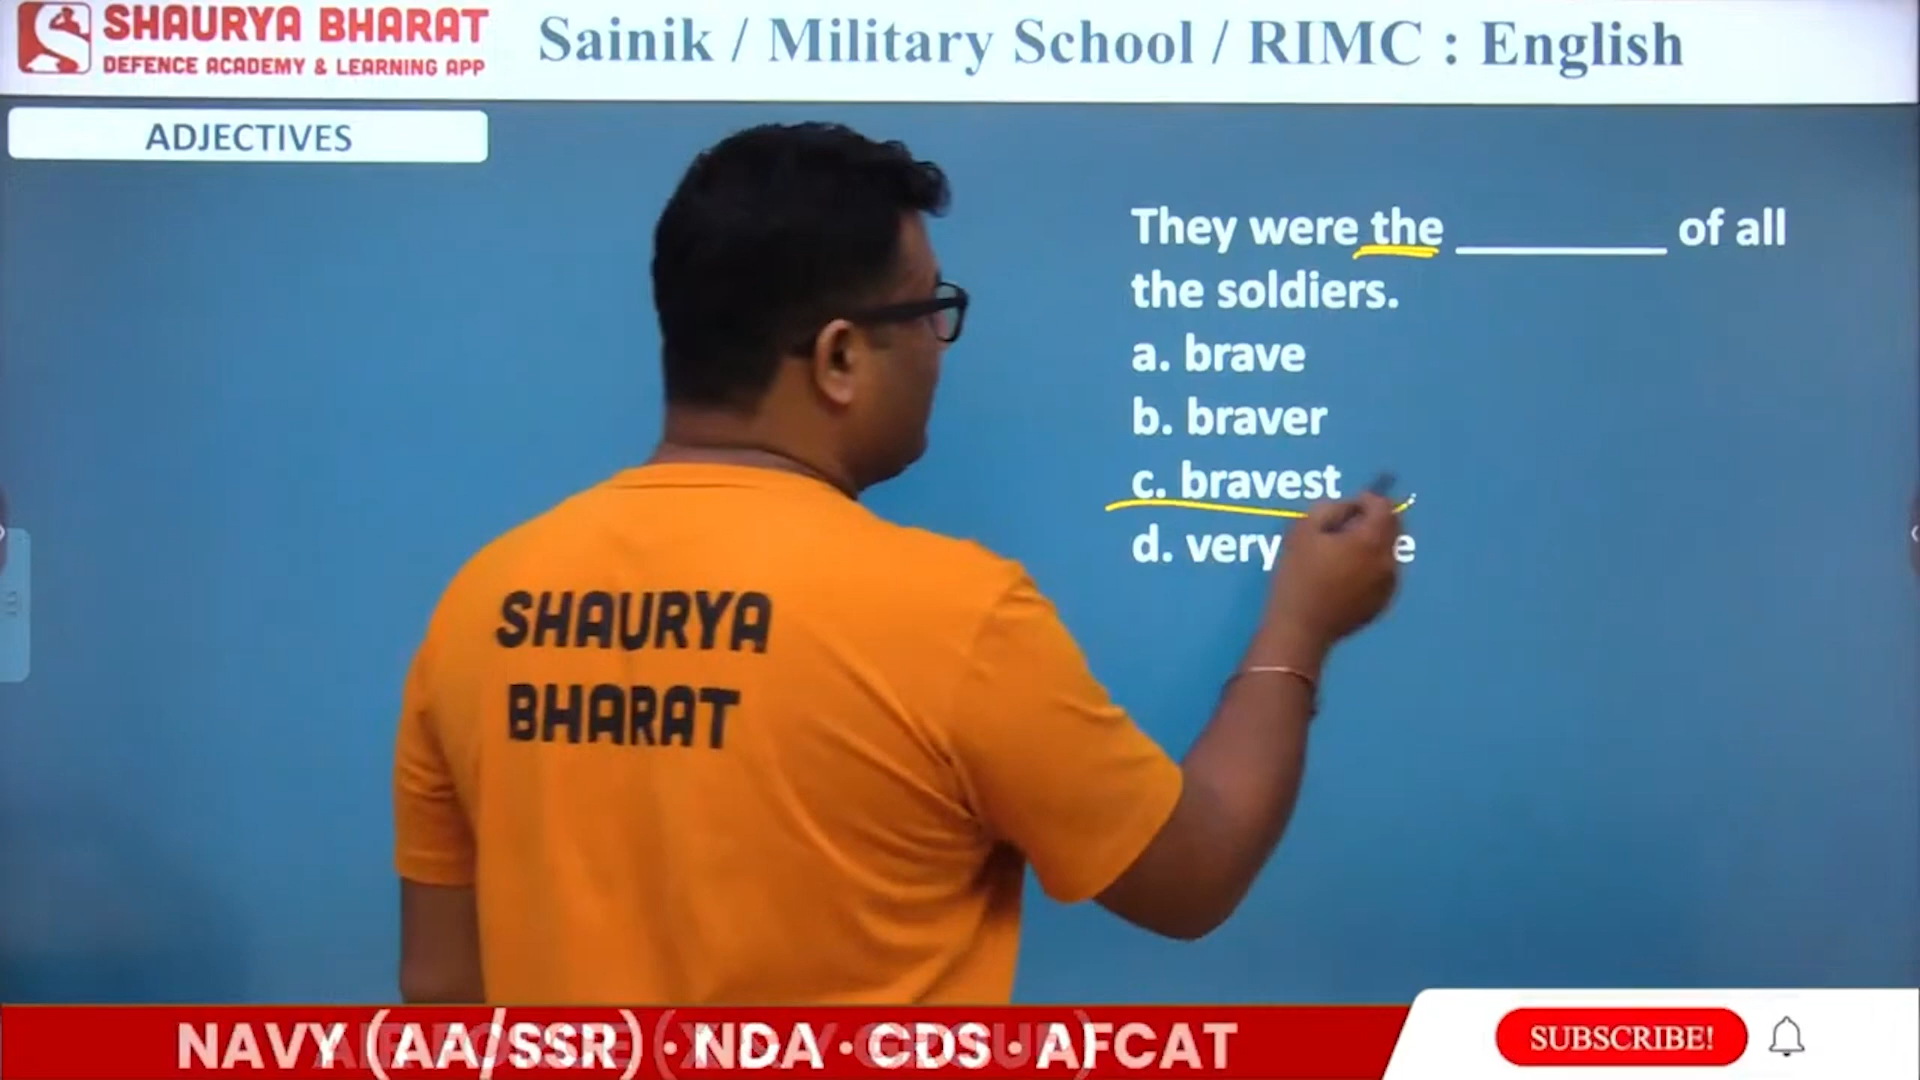 SHAURYA BHARAT
DEFENCE ACADEMY & LEARNING APP
Sainik / Military School / RIMC : English
ADJECTIVES
They were the __________ of all
the soldiers.
a. brave
b. braver
c. bravest
d. very
SHAURYA
BHARAT
NAVY (AA/SSR) • NDA • CDS • AFCAT
SUBSCRIBE!